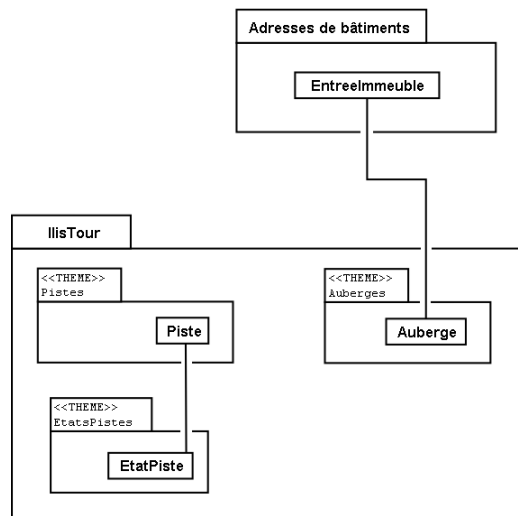 Adresses de bâtiments
EntreeImmeuble
IlisTour
<<THEME>>
Pistes
<<THEME>>
Auberges
Piste
Auberge
<<THEME>>
EtatsPistes
EtatPiste